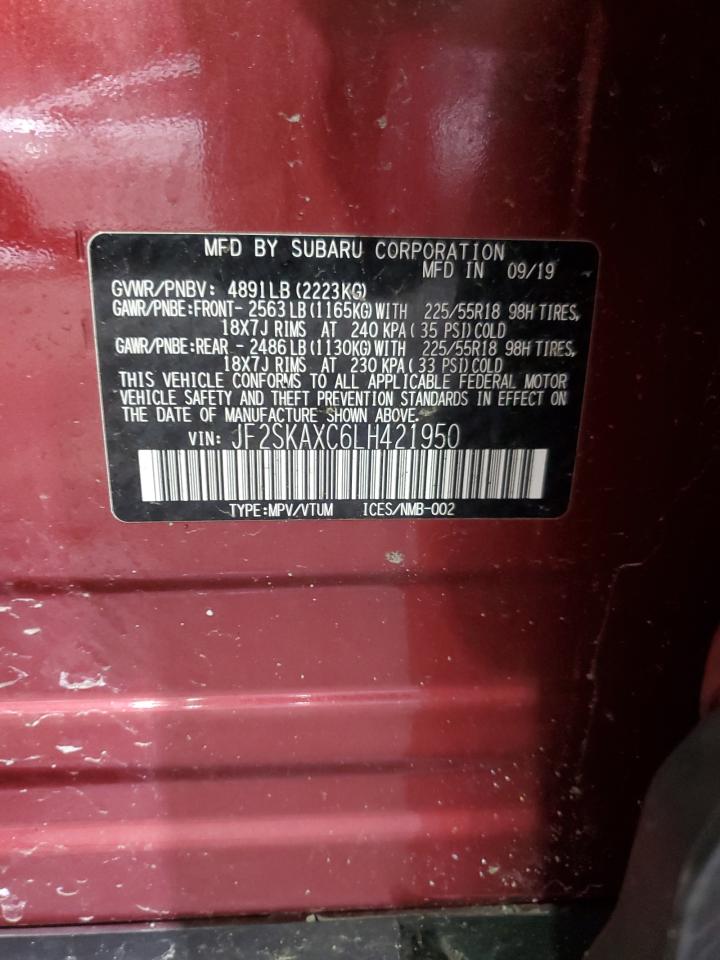 MFD BY SUBARU CORPORATION
MFD IN 09/19
GVWR/PNBV: 4891LB(2223KG)
GAWR/PNBE:FRONT- 2563LB(1165KG)WITH 225/55R18 98H TIRES,
18X7J RIMS AT 240 KPA(35 PSI)COLD
GAWR/PNBE:REAR - 2486LB(1130KG)WITH 225/55R18 98H TIRES,
18X7J RIMS AT 230 KPA(33 PSI)COLD
THIS VEHICLE CONFORMS TO ALL APPLICABLE FEDERAL MOTOR
VEHICLE SAFETY AND THEFT PREVENTION STANDARDS IN EFFECT ON
THE DATE OF MANUFACTURE SHOWN ABOVE.
VIN: JF2SKAXC6LH421950
TYPE:MPV/VTUM ICES/NMB-002